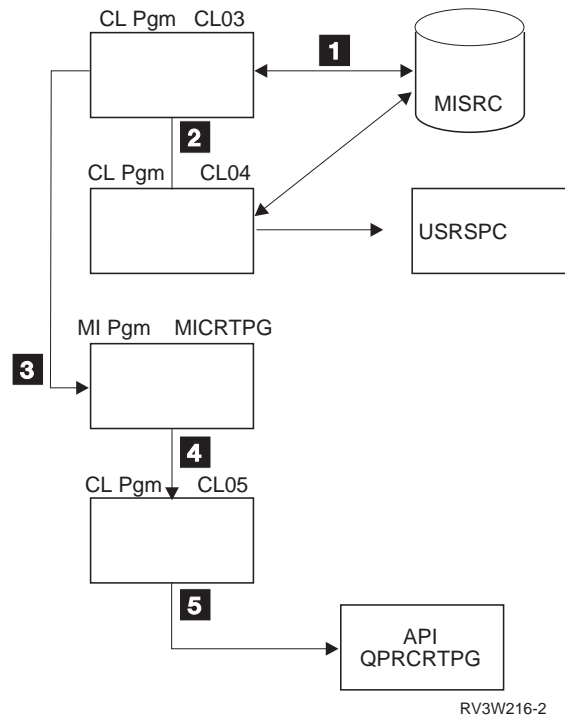 CL Pgm CL03
1
MISRC
2
CL Pgm CL04
USRSPC
MI Pgm MICRTPG
3
4
CL Pgm CL05
5
API
QPRCRTPG
RV3W216-2